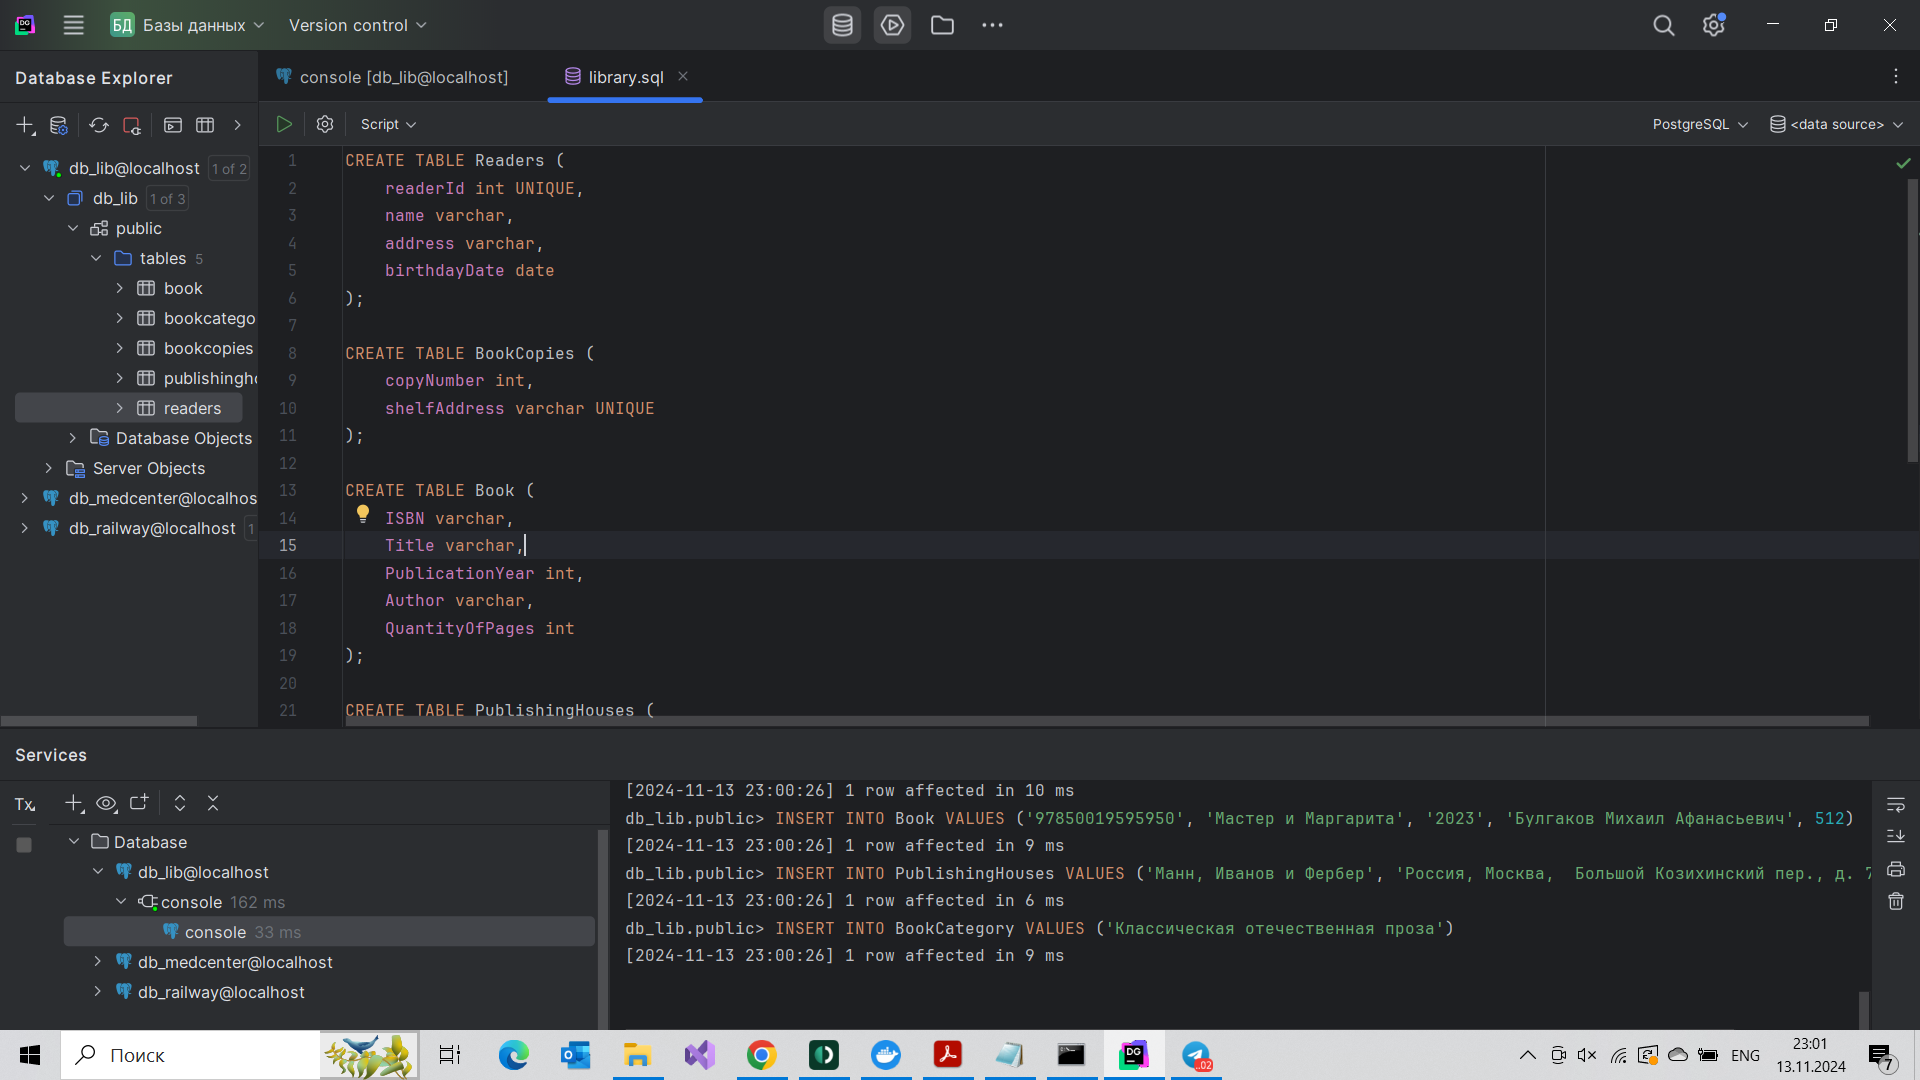 БД Базы данных Version control
Database Explorer
console [db_lib@localhost] library.sql
Script PostgreSQL <data source>
db_lib@localhost 1 of 2
db_lib 1 of 3
public
tables 5
book
bookcatego
bookcopies
publishingho
readers
Database Objects
Server Objects
db_medcenter@localhos
db_railway@localhost 1
1 CREATE TABLE Readers (
2 readerId int UNIQUE,
3 name varchar,
4 address varchar,
5 birthdayDate date
6 );
7
8 CREATE TABLE BookCopies (
9 copyNumber int,
10 shelfAddress varchar UNIQUE
11 );
12
13 CREATE TABLE Book (
14 ISBN varchar,
15 Title varchar,
16 PublicationYear int,
17 Author varchar,
18 QuantityOfPages int
19 );
20
21 CREATE TABLE PublishingHouses (
Services
Tx
Database
db_lib@localhost
console 162 ms
console 33 ms
db_medcenter@localhost
db_railway@localhost
[2024-11-13 23:00:26] 1 row affected in 10 ms
db_lib.public> INSERT INTO Book VALUES ('97850019595950', 'Мастер и Маргарита', '2023', 'Булгаков Михаил Афанасьевич', 512)
[2024-11-13 23:00:26] 1 row affected in 9 ms
db_lib.public> INSERT INTO PublishingHouses VALUES ('Манн, Иванов и Фербер', 'Россия, Москва,  Большой Козихинский пер., д. 7
[2024-11-13 23:00:26] 1 row affected in 6 ms
db_lib.public> INSERT INTO BookCategory VALUES ('Классическая отечественная проза')
[2024-11-13 23:00:26] 1 row affected in 9 ms
Поиск
DG
..02
ENG
23:01
13.11.2024
7